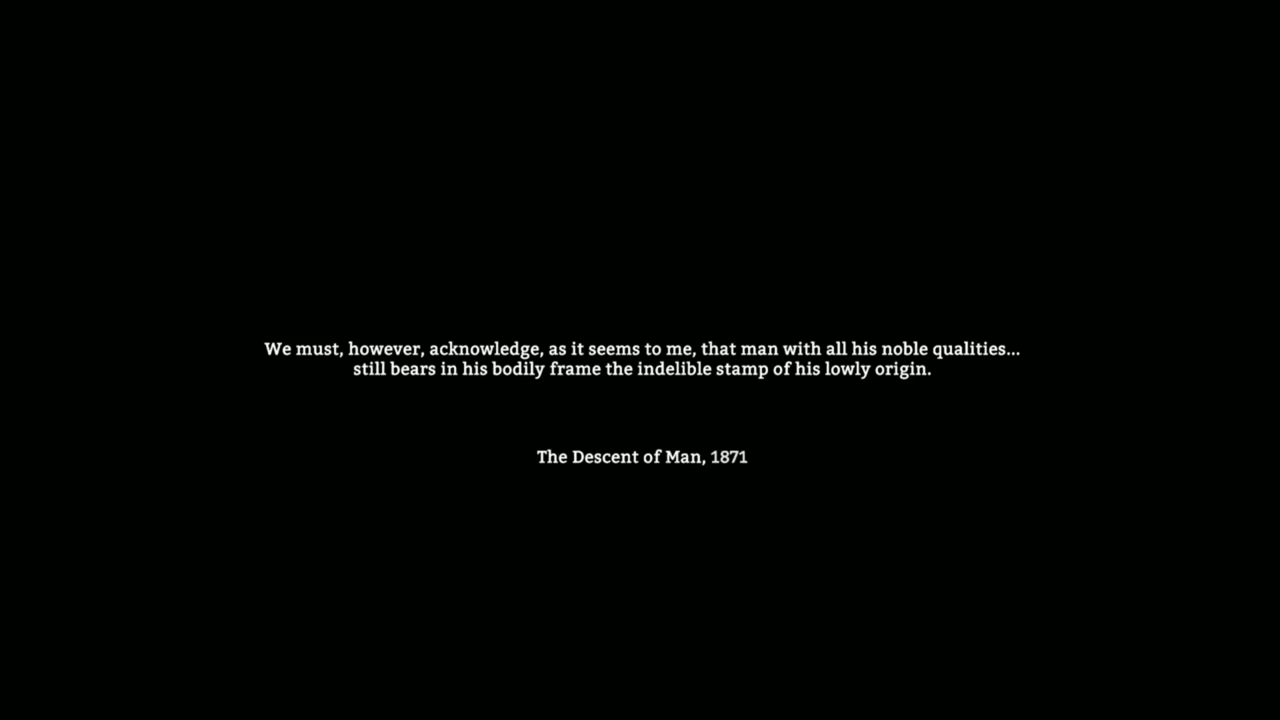 We must, however, acknowledge, as it seems to me, that man with all his noble qualities...
still bears in his bodily frame the indelible stamp of his lowly origin.
The Descent of Man, 1871